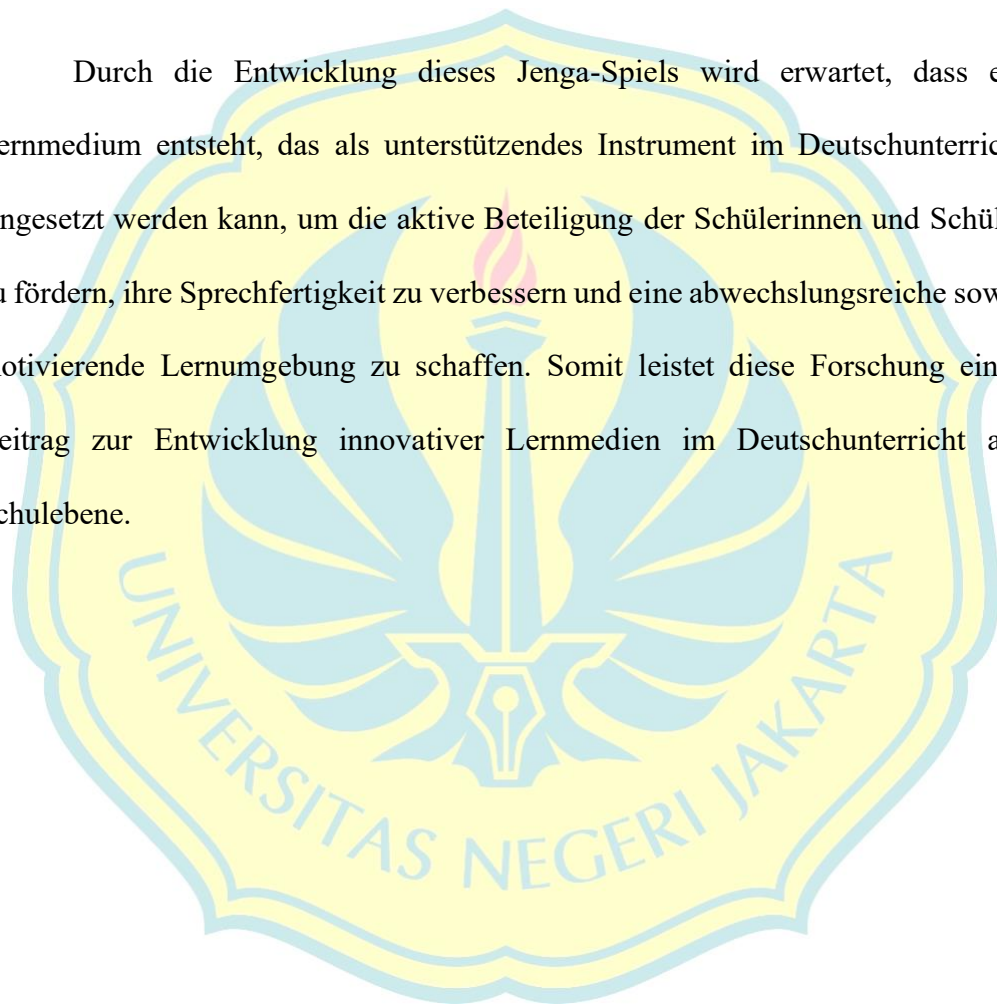 Durch die Entwicklung dieses Jenga-Spiels wird erwartet, dass e
ernmedium entsteht, das als unterstützendes Instrument im Deutschunterric
ngesetzt werden kann, um die aktive Beteiligung der Schülerinnen und Schül
u fördern, ihre Sprechfertigkeit zu verbessern und eine abwechslungsreiche sow
notivierende Lernumgebung zu schaffen. Somit leistet diese Forschung ein
eitrag zur Entwicklung innovativer Lernmedien im Deutschunterricht a
chulebene.
UNIVERSITAS NEGERI JAKARTA